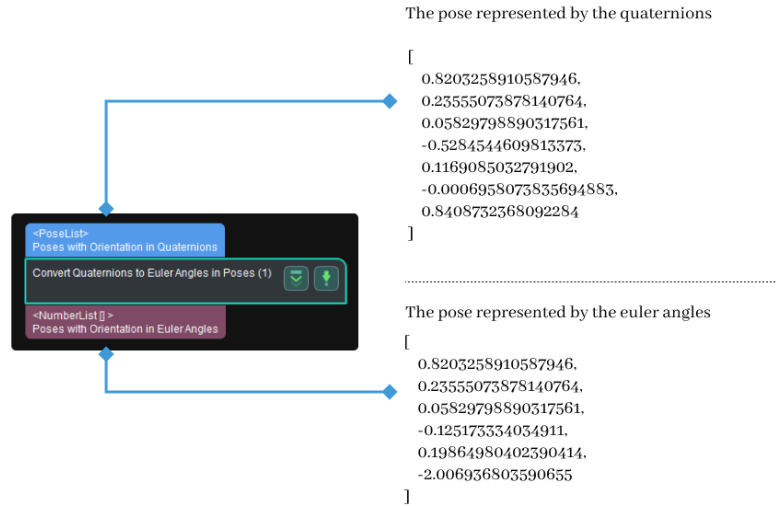 The pose represented by the quaternions
[
0.8203258910587946,
0.23555073878140764,
0.05829798890317561,
-0.5284544609813373,
0.1169085032791902,
-0.0006958073835694883,
0.8408732368092284
]
<PoseList>
Poses with Orientation in Quaternions
Convert Quaternions to Euler Angles in Poses (1)
<NumberList [] >
Poses with Orientation in Euler Angles
The pose represented by the euler angles
[
0.8203258910587946,
0.23555073878140764,
0.05829798890317561,
-0.125173334034911,
0.19864980402390414,
-2.006936803590655
]